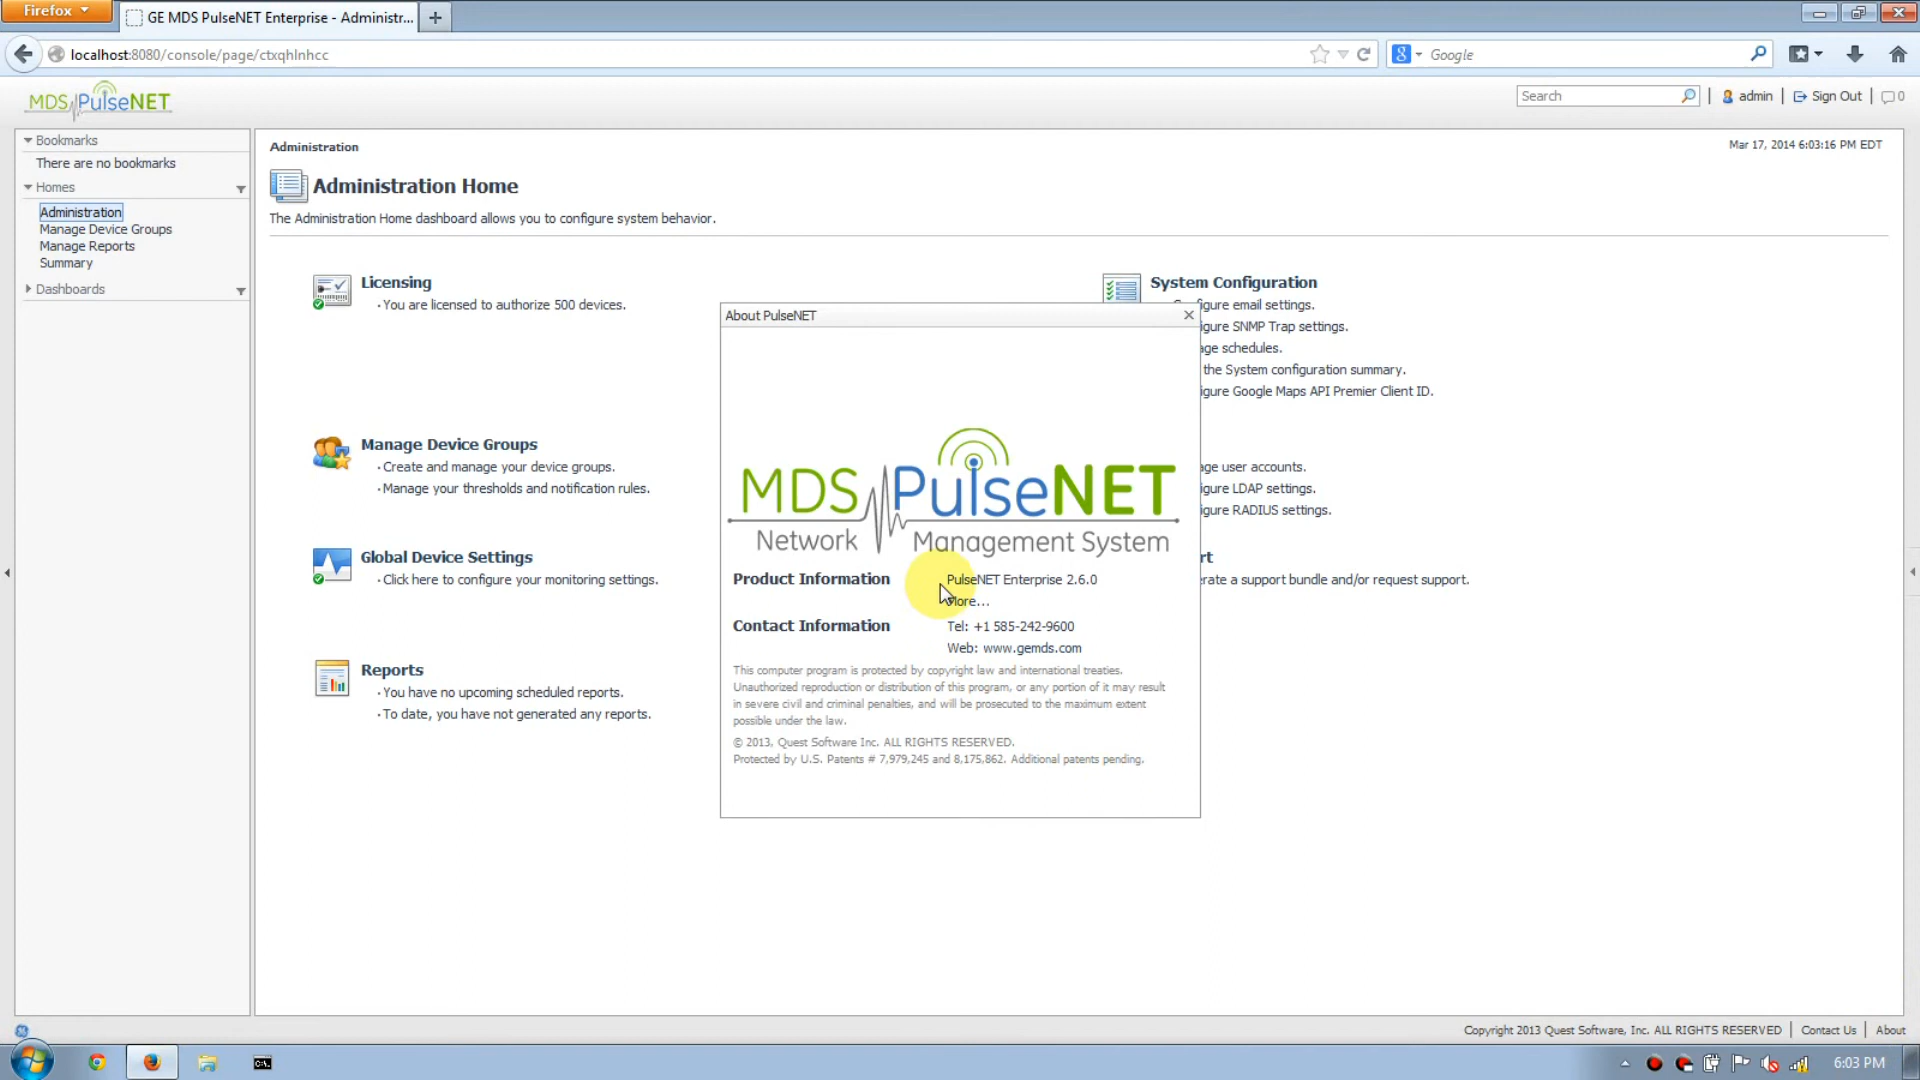 Firefox
GE MDS PulseNET Enterprise - Administr...
localhost:8080/console/page/ctxqhlnhcc
Google
MDS PulseNET
Search
admin
Sign Out
0
Bookmarks
There are no bookmarks
Homes
Administration
Manage Device Groups
Manage Reports
Summary
Dashboards
Administration
Mar 17, 2014 6:03:16 PM EDT
Administration Home
The Administration Home dashboard allows you to configure system behavior.
Licensing
· You are licensed to authorize 500 devices.
Manage Device Groups
· Create and manage your device groups.
· Manage your thresholds and notification rules.
Global Device Settings
· Click here to configure your monitoring settings.
Reports
· You have no upcoming scheduled reports.
· To date, you have not generated any reports.
System Configuration
figure email settings.
igure SNMP Trap settings.
age schedules.
the System configuration summary.
igure Google Maps API Premier Client ID.
age user accounts.
igure LDAP settings.
igure RADIUS settings.
rt
erate a support bundle and/or request support.
About PulseNET
MDS PulseNET
Network Management System
Product Information
PulseNET Enterprise 2.6.0
More...
Contact Information
Tel: +1 585-242-9600
Web: www.gemds.com
This computer program is protected by copyright law and international treaties.
Unauthorized reproduction or distribution of this program, or any portion of it may result
in severe civil and criminal penalties, and will be prosecuted to the maximum extent
possible under the law.
© 2013, Quest Software Inc. ALL RIGHTS RESERVED.
Protected by U.S. Patents # 7,979,245 and 8,175,862. Additional patents pending.
Copyright 2013 Quest Software, Inc. ALL RIGHTS RESERVED
Contact Us
About
6:03 PM